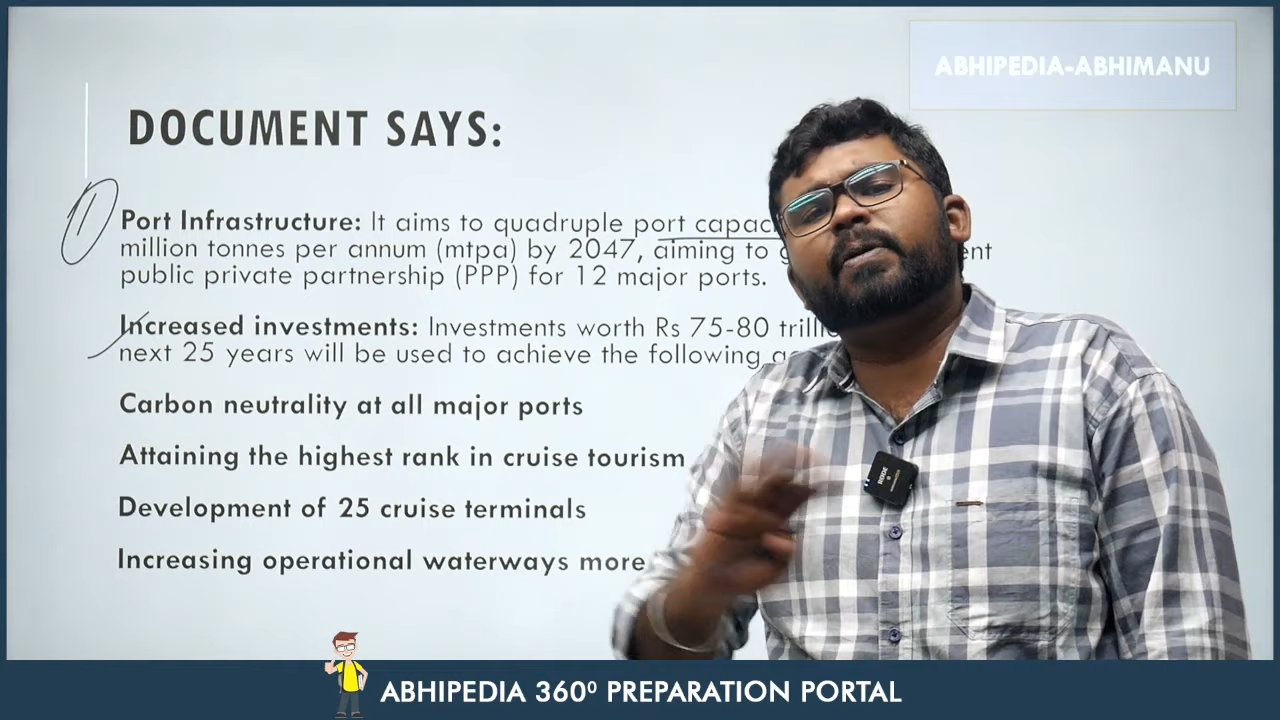 ABHIPEDIA-ABHIMANU
DOCUMENT SAYS:
1
Port Infrastructure: It aims to quadruple port
million tonnes per annum (mtpa) by 2047, aiming to
public private partnership (PPP) for 12 major ports.
Increased investments: Investments worth Rs 75-80
next 25 years will be used to achieve the following
Carbon neutrality at all major ports
Attaining the highest rank in cruise tourism
Development of 25 cruise terminals
Increasing operational waterways more
RODE
ABHIPEDIA 360⁰ PREPARATION PORTAL